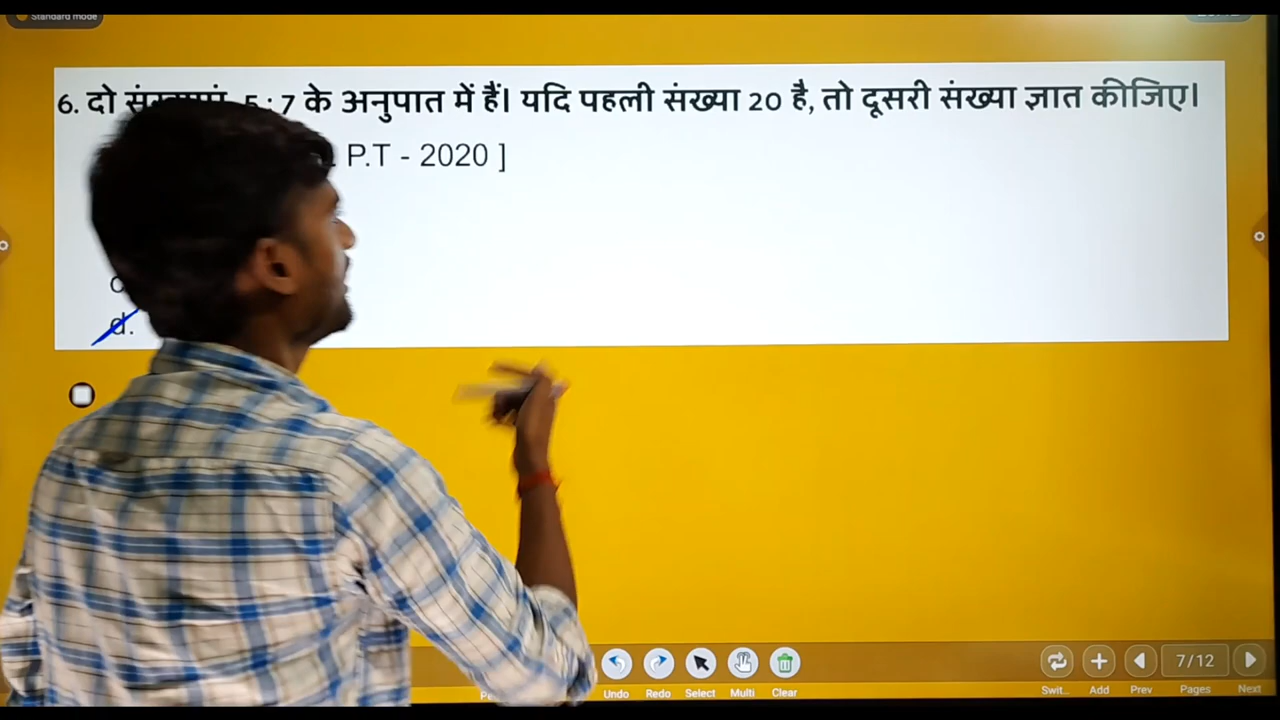 Standard mode
6. दो 5 : 7 के अनुपात में हैं। यदि पहली संख्या 20 है, तो दूसरी संख्या ज्ञात कीजिए।
P.T - 2020 ]
d.
Undo Redo Select Multi Clear
Swit... Add Prev 7/12 Pages Next